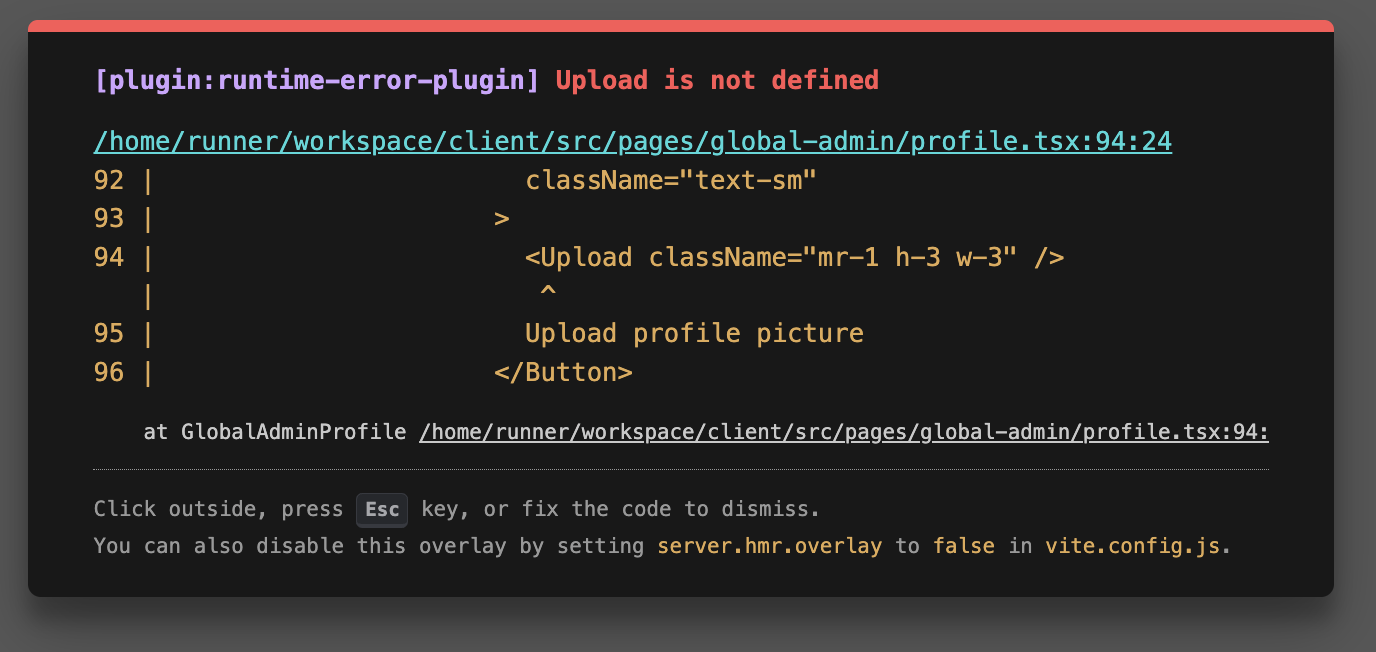 [plugin:runtime-error-plugin] Upload is not defined
/home/runner/workspace/client/src/pages/global-admin/profile.tsx:94:24
92 |                        className="text-sm"
93 |                      >
94 |                        <Upload className="mr-1 h-3 w-3" />
   |                         ^
95 |                        Upload profile picture
96 |                      </Button>
    at GlobalAdminProfile /home/runner/workspace/client/src/pages/global-admin/profile.tsx:94:
Click outside, press Esc key, or fix the code to dismiss.
You can also disable this overlay by setting server.hmr.overlay to false in vite.config.js.